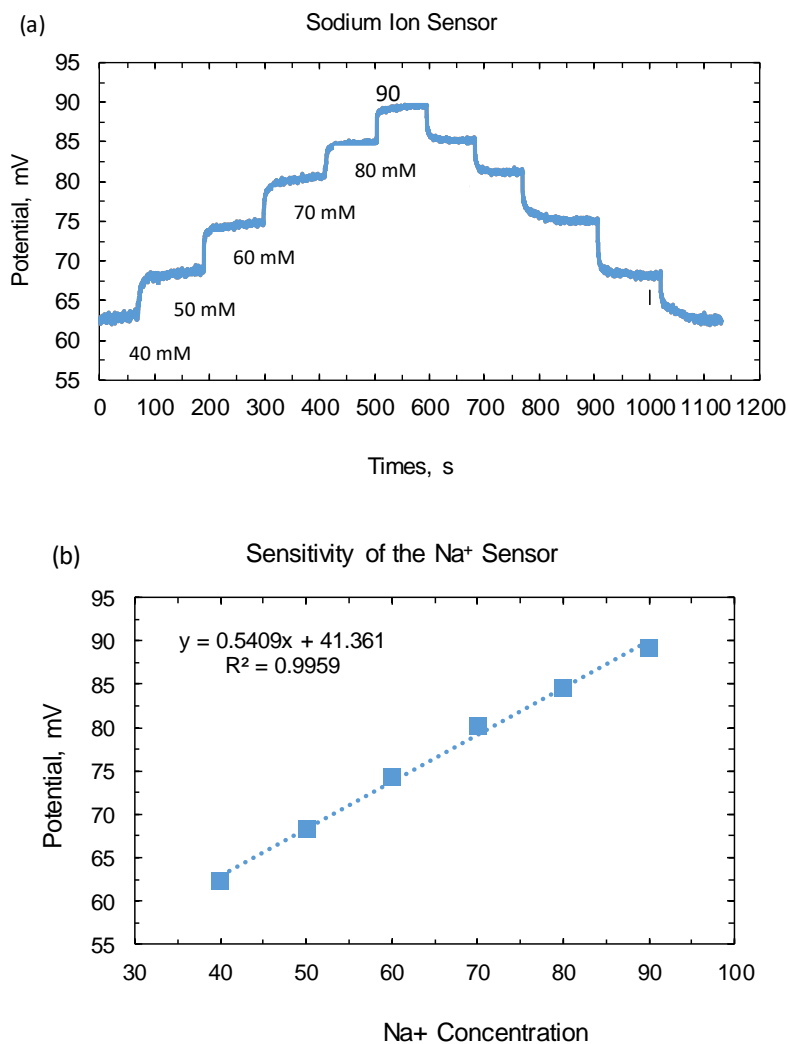 (a)
Sodium Ion Sensor
95
90
85
80
75
70
65
60
55
Potential, mV
90
80 mM
70 mM
60 mM
50 mM
40 mM
l
0 100 200 300 400 500 600 700 800 900 1000 1100 1200
Times, s
(b)
Sensitivity of the Na⁺ Sensor
95
90
85
80
75
70
65
60
55
Potential, mV
y = 0.5409x + 41.361
R² = 0.9959
30 40 50 60 70 80 90 100
Na+ Concentration